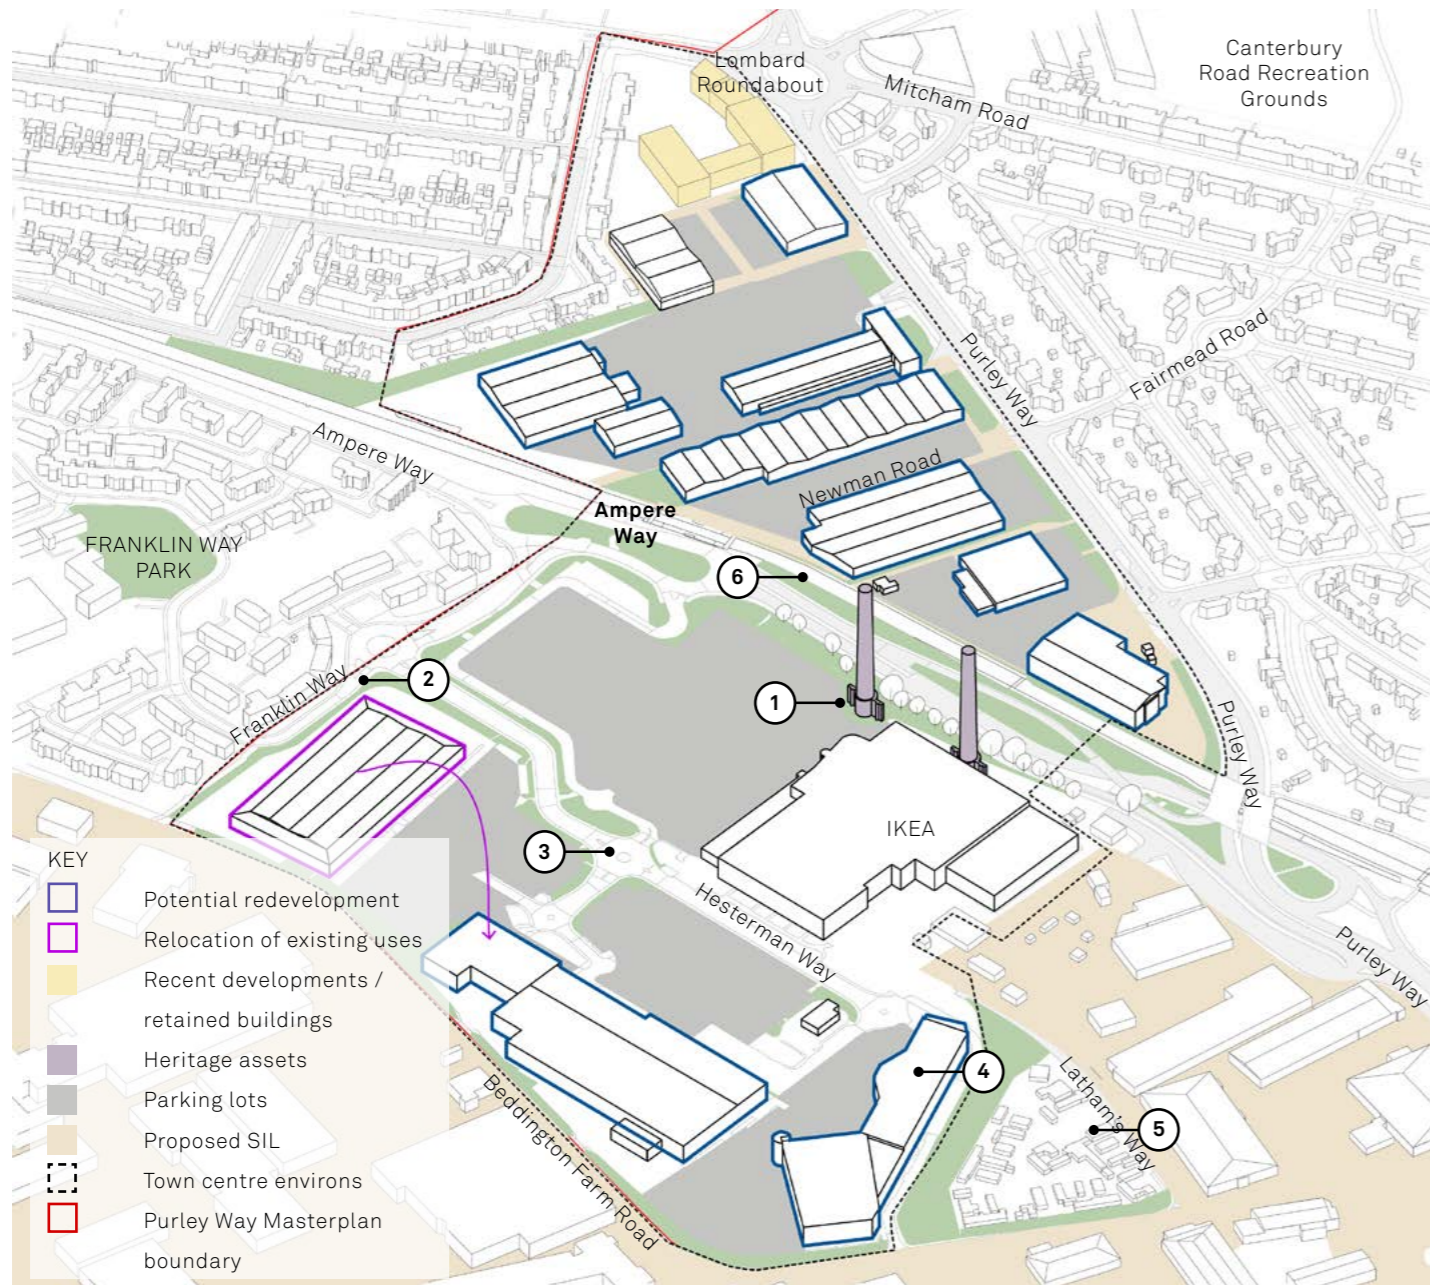 Lombard
Roundabout
Canterbury
Road Recreation
Grounds
Mitcham Road
Purley Way
Fairmead Road
Ampere Way
Newman Road
Ampere
Way
FRANKLIN WAY
PARK
6
2
1
Franklin Way
Purley Way
3
IKEA
Hesterman Way
Purley Way
4
Latham's Way
5
Beddington Farm Road
KEY
Potential redevelopment
Relocation of existing uses
Recent developments /
retained buildings
Heritage assets
Parking lots
Proposed SIL
Town centre environs
Purley Way Masterplan
boundary